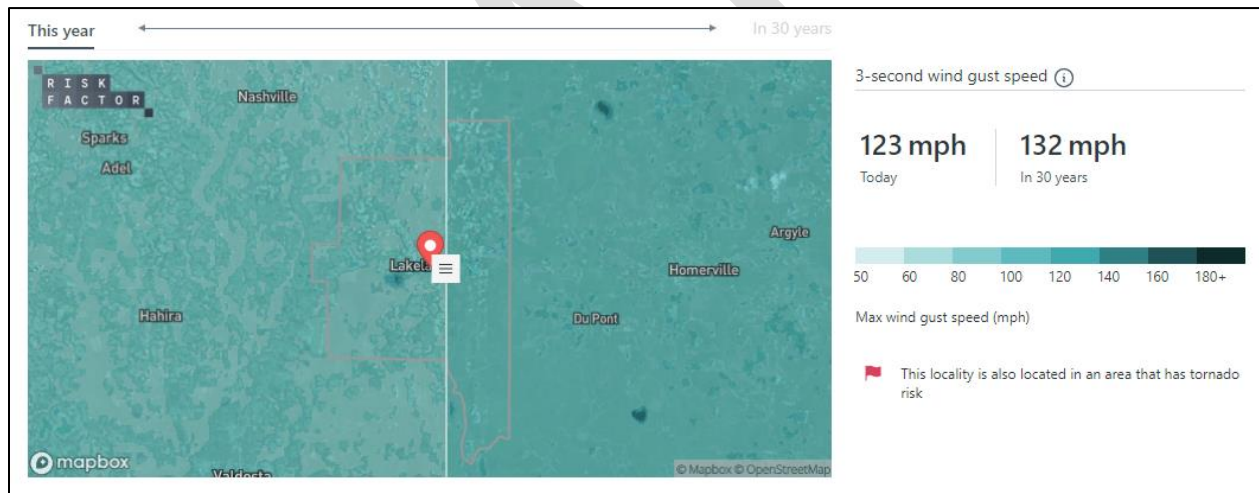 This year
In 30 years
RISK
FACTOR
Nashville
Sparks
Adel
Argyle
Homerville
Hahira
Du Pont
mapbox
Valdosta
© Mapbox © OpenStreetMap
3-second wind gust speed
123 mph
132 mph
Today
In 30 years
50 60 80 100 120 140 160 180+
Max wind gust speed (mph)
This locality is also located in an area that has tornado
risk